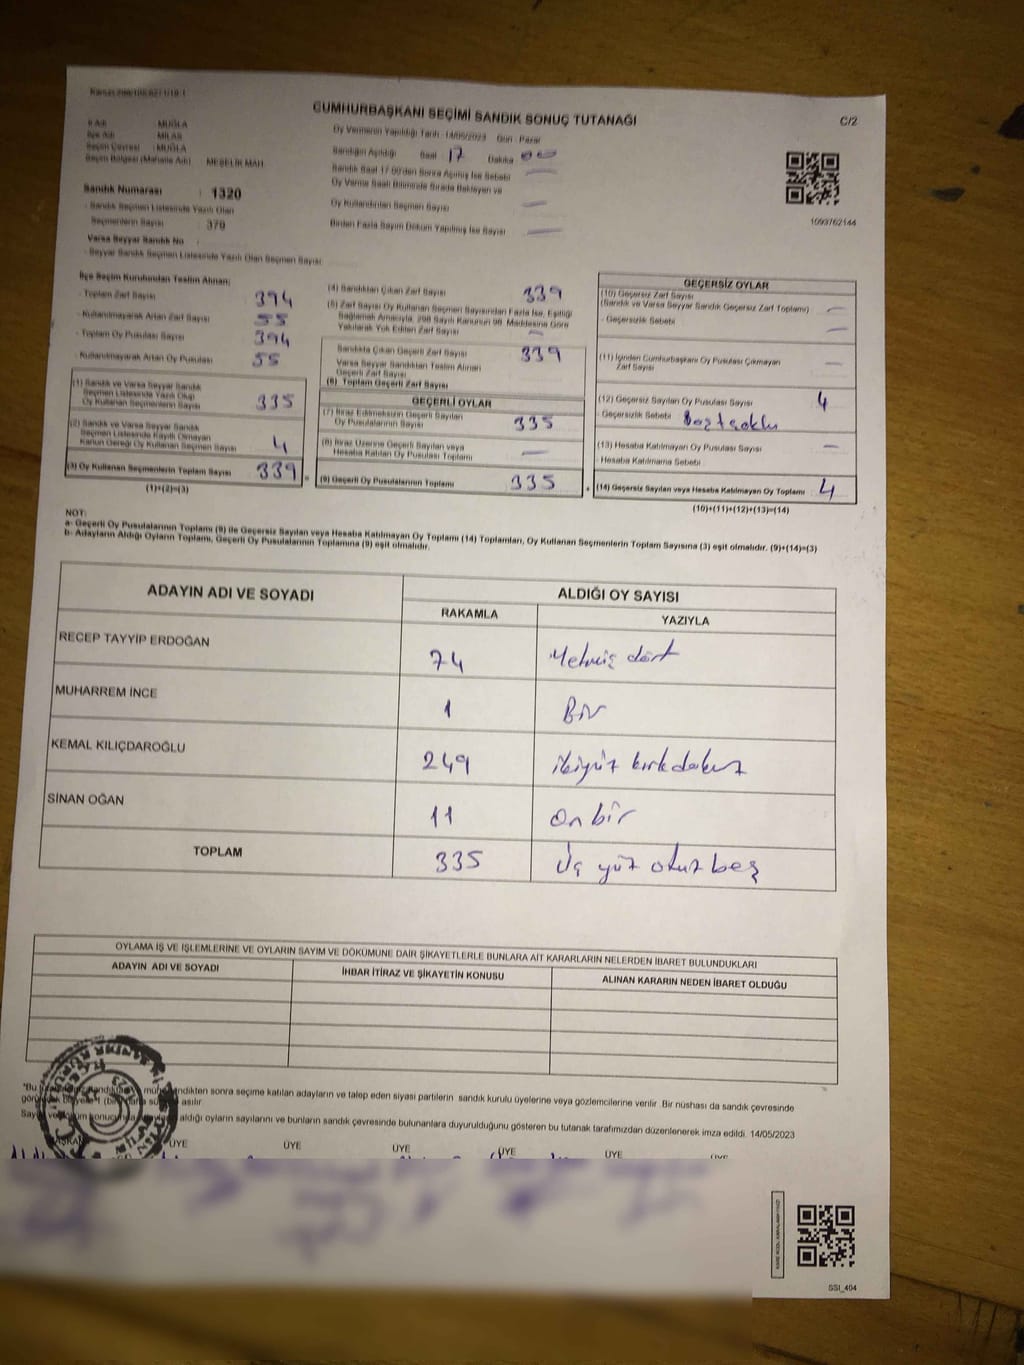 CUMHURBAŞKANI SEÇİMİ SANDIK SONUÇ TUTANAĞI
C/2
İl Adı : MUĞLA
İlçe Adı : MİLAS
Seçim Çevresi : MUĞLA
Seçim Bölgesi (Mahalle Adı) : MEŞELİK MAH.
Sandık Numarası : 1320
- Sandık Seçmen Listesinde Yazılı Olan
Seçmenlerin Sayısı : 379
Varsa Seyyar Sandık No :
- Seyyar Sandık Seçmen Listesinde Yazılı Olan Seçmen Sayısı
Oy Vermenin Yapıldığı Tarih : 14/05/2023 Gün : Pazar
Sandığın Açıldığı Saat 17 Dakika 00
Sandık Saat 17:00'den Sonra Açılmış İse Sebebi
Oy Verme Saati Bitiminde Sırada Bekleyen ve
Oy Kullandırılan Seçmen Sayısı
Birden Fazla Sayım Döküm Yapılmış İse Sayısı
1093762144
İlçe Seçim Kurulundan Teslim Alınan;
- Toplam Zarf Sayısı 394
- Kullanılmayarak Artan Zarf Sayısı 55
- Toplam Oy Pusulası Sayısı 394
- Kullanılmayarak Artan Oy Pusulası 55
(1) Sandık ve Varsa Seyyar Sandık
Seçmen Listesinde Yazılı Olup
Oy Kullanan Seçmenlerin Sayısı 335
(2) Sandık ve Varsa Seyyar Sandık
Seçmen Listesinde Kayıtlı Olmayan
Kanun Gereği Oy Kullanan Seçmen Sayısı 4
(3) Oy Kullanan Seçmenlerin Toplam Sayısı 339
(1)+(2)=(3)
(4) Sandıktan Çıkan Zarf Sayısı 339
(5) Zarf Sayısı Oy Kullanan Seçmen Sayısından Fazla İse, Eşitliği
Sağlamak Amacıyla, 298 Sayılı Kanunun 98. Maddesine Göre
Yakılarak Yok Edilen Zarf Sayısı
Sandıkta Çıkan Geçerli Zarf Sayısı 339
Varsa Seyyar Sandıktan Teslim Alınan
Geçerli Zarf Sayısı
(6) Toplam Geçerli Zarf Sayısı
GEÇERLİ OYLAR
(7) İtiraz Edilmeksizin Geçerli Sayılan
Oy Pusulalarının Sayısı 335
(8) İtiraz Üzerine Geçerli Sayılan veya
Hesaba Katılan Oy Pusulası Toplamı
(9) Geçerli Oy Pusulalarının Toplamı 335
GEÇERSİZ OYLAR
(10) Geçersiz Zarf Sayısı
(Sandık ve Varsa Seyyar Sandık Geçersiz Zarf Toplamı)
- Geçersizlik Sebebi
(11) İçinden Cumhurbaşkanı Oy Pusulası Çıkmayan
Zarf Sayısı
(12) Geçersiz Sayılan Oy Pusulası Sayısı 4
- Geçersizlik Sebebi
(13) Hesaba Katılmayan Oy Pusulası Sayısı
- Hesaba Katılmama Sebebi
(14) Geçersiz Sayılan veya Hesaba Katılmayan Oy Toplamı 4
(10)+(11)+(12)+(13)=(14)
NOT:
a- Geçerli Oy Pusulalarının Toplamı (9) ile Geçersiz Sayılan veya Hesaba Katılmayan Oy Toplamı (14) Toplamları, Oy Kullanan Seçmenlerin Toplam Sayısına (3) eşit olmalıdır. (9)+(14)=(3)
b- Adayların Aldığı Oyların Toplamı, Geçerli Oy Pusulalarının Toplamına (9) eşit olmalıdır.
ADAYIN ADI VE SOYADI ALDIĞI OY SAYISI
RAKAMLA YAZIYLA
RECEP TAYYİP ERDOĞAN 74 Yetmiş dört
MUHARREM İNCE 1 Bir
KEMAL KILIÇDAROĞLU 249 ikiyüz kırkdokuz
SİNAN OĞAN 11 on bir
TOPLAM 335 Üç yüz otuz beş
OYLAMA İŞ VE İŞLEMLERİNE VE OYLARIN SAYIM VE DÖKÜMÜNE DAİR ŞİKAYETLERLE BUNLARA AİT KARARLARIN NELERDEN İBARET BULUNDUKLARI
ADAYIN ADI VE SOYADI İHBAR İTİRAZ VE ŞİKAYETİN KONUSU ALINAN KARARIN NEDEN İBARET OLDUĞU
*Bu mühürlendikten sonra seçime katılan adayların ve talep eden siyasi partilerin sandık kurulu üyelerine veya gözlemcilerine verilir. Bir nüshası da sandık çevresinde
asılır.
aldığı oyların sayılarını ve bunların sandık çevresinde bulunanlara duyurulduğunu gösteren bu tutanak tarafımızdan düzenlenerek imza edildi. 14/05/2023
BAŞKAN ÜYE ÜYE ÜYE ÜYE ÜYE ÜYE
SSI_404